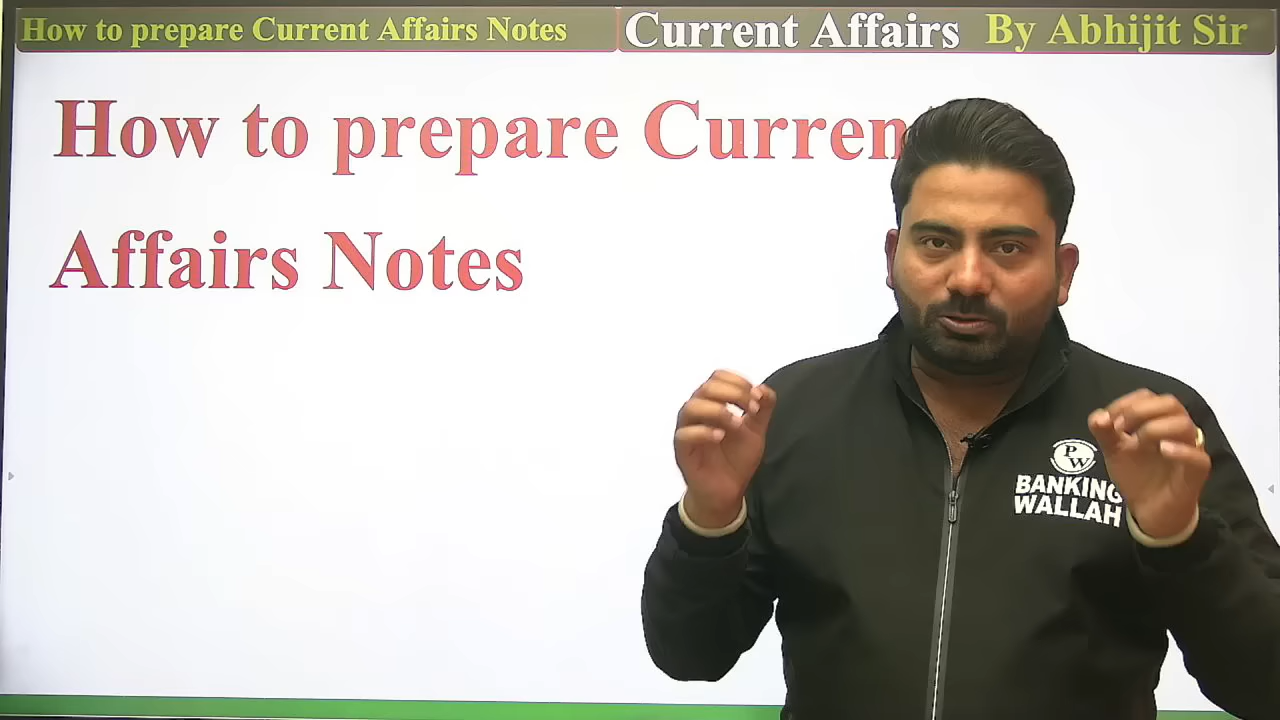 How to prepare Current Affairs Notes
Current Affairs By Abhijit Sir
How to prepare Curren
Affairs Notes
PW
BANKING
WALLAH